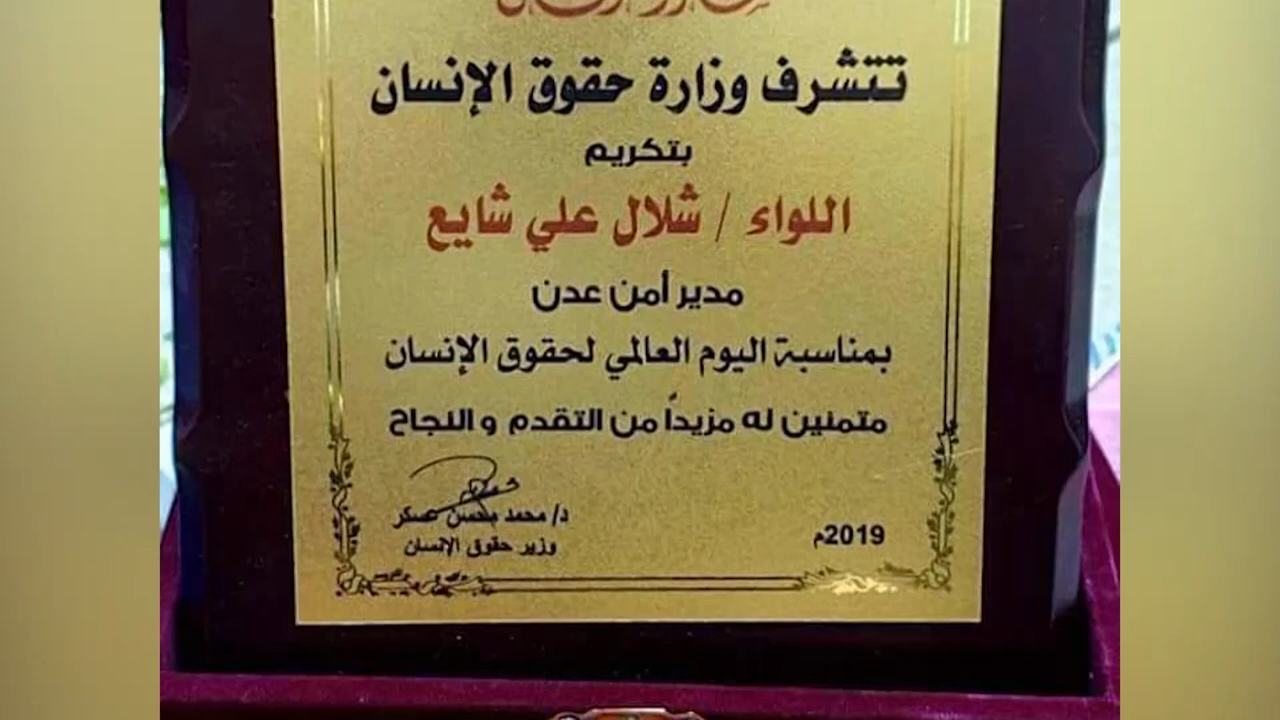 تتشرف وزارة حقوق الإنسان
بتكريم
اللواء / شلال علي شايع
مدير أمن عدن
بمناسبة اليوم العالمي لحقوق الإنسان
متمنين له مزيداً من التقدم والنجاح
د/ محمد محسن عسكر
وزير حقوق الإنسان
2019م